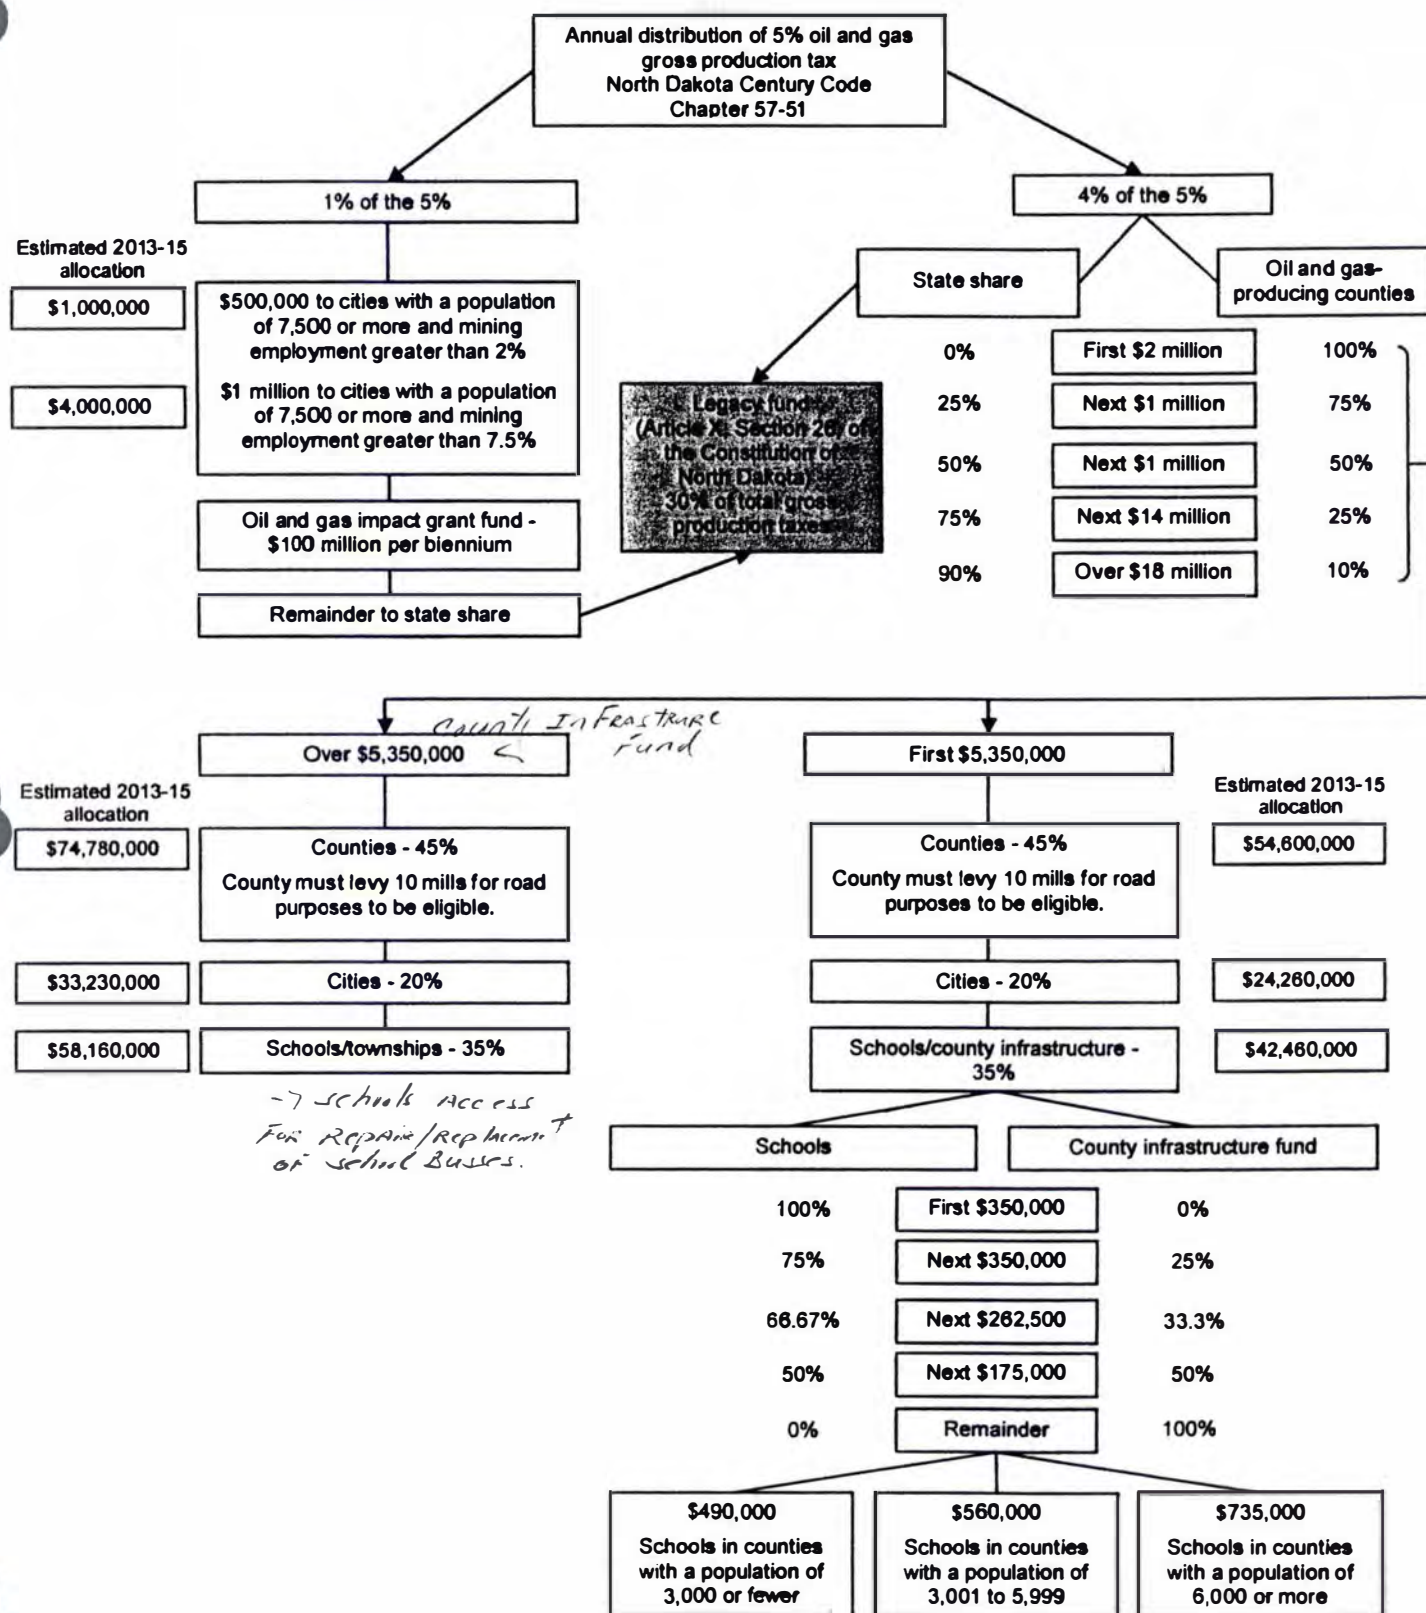 Annual distribution of 5% oil and gas
gross production tax
North Dakota Century Code
Chapter 57-51
1% of the 5%
4% of the 5%
Estimated 2013-15
allocation
$1,000,000
$4,000,000
$500,000 to cities with a population
of 7,500 or more and mining
employment greater than 2%
$1 million to cities with a population
of 7,500 or more and mining
employment greater than 7.5%
Oil and gas impact grant fund -
$100 million per biennium
Remainder to state share
Legacy fund
(Article X, Section 26, of
the Constitution of
North Dakota)
30% of total gross
production taxes
State share
Oil and gas-
producing counties
0% First $2 million 100%
25% Next $1 million 75%
50% Next $1 million 50%
75% Next $14 million 25%
90% Over $18 million 10%
County Infrastrure
Fund
Over $5,350,000
First $5,350,000
Estimated 2013-15
allocation
$74,780,000
Counties - 45%
County must levy 10 mills for road
purposes to be eligible.
$33,230,000
Cities - 20%
$58,160,000
Schools/townships - 35%
-> schools Access
For Repair/Replacement
of school Busses.
Estimated 2013-15
allocation
Counties - 45%
$54,600,000
County must levy 10 mills for road
purposes to be eligible.
Cities - 20%
$24,260,000
Schools/county infrastructure -
35%
$42,460,000
Schools
County infrastructure fund
100% First $350,000 0%
75% Next $350,000 25%
66.67% Next $262,500 33.3%
50% Next $175,000 50%
0% Remainder 100%
$490,000
Schools in counties
with a population of
3,000 or fewer
$560,000
Schools in counties
with a population of
3,001 to 5,999
$735,000
Schools in counties
with a population of
6,000 or more